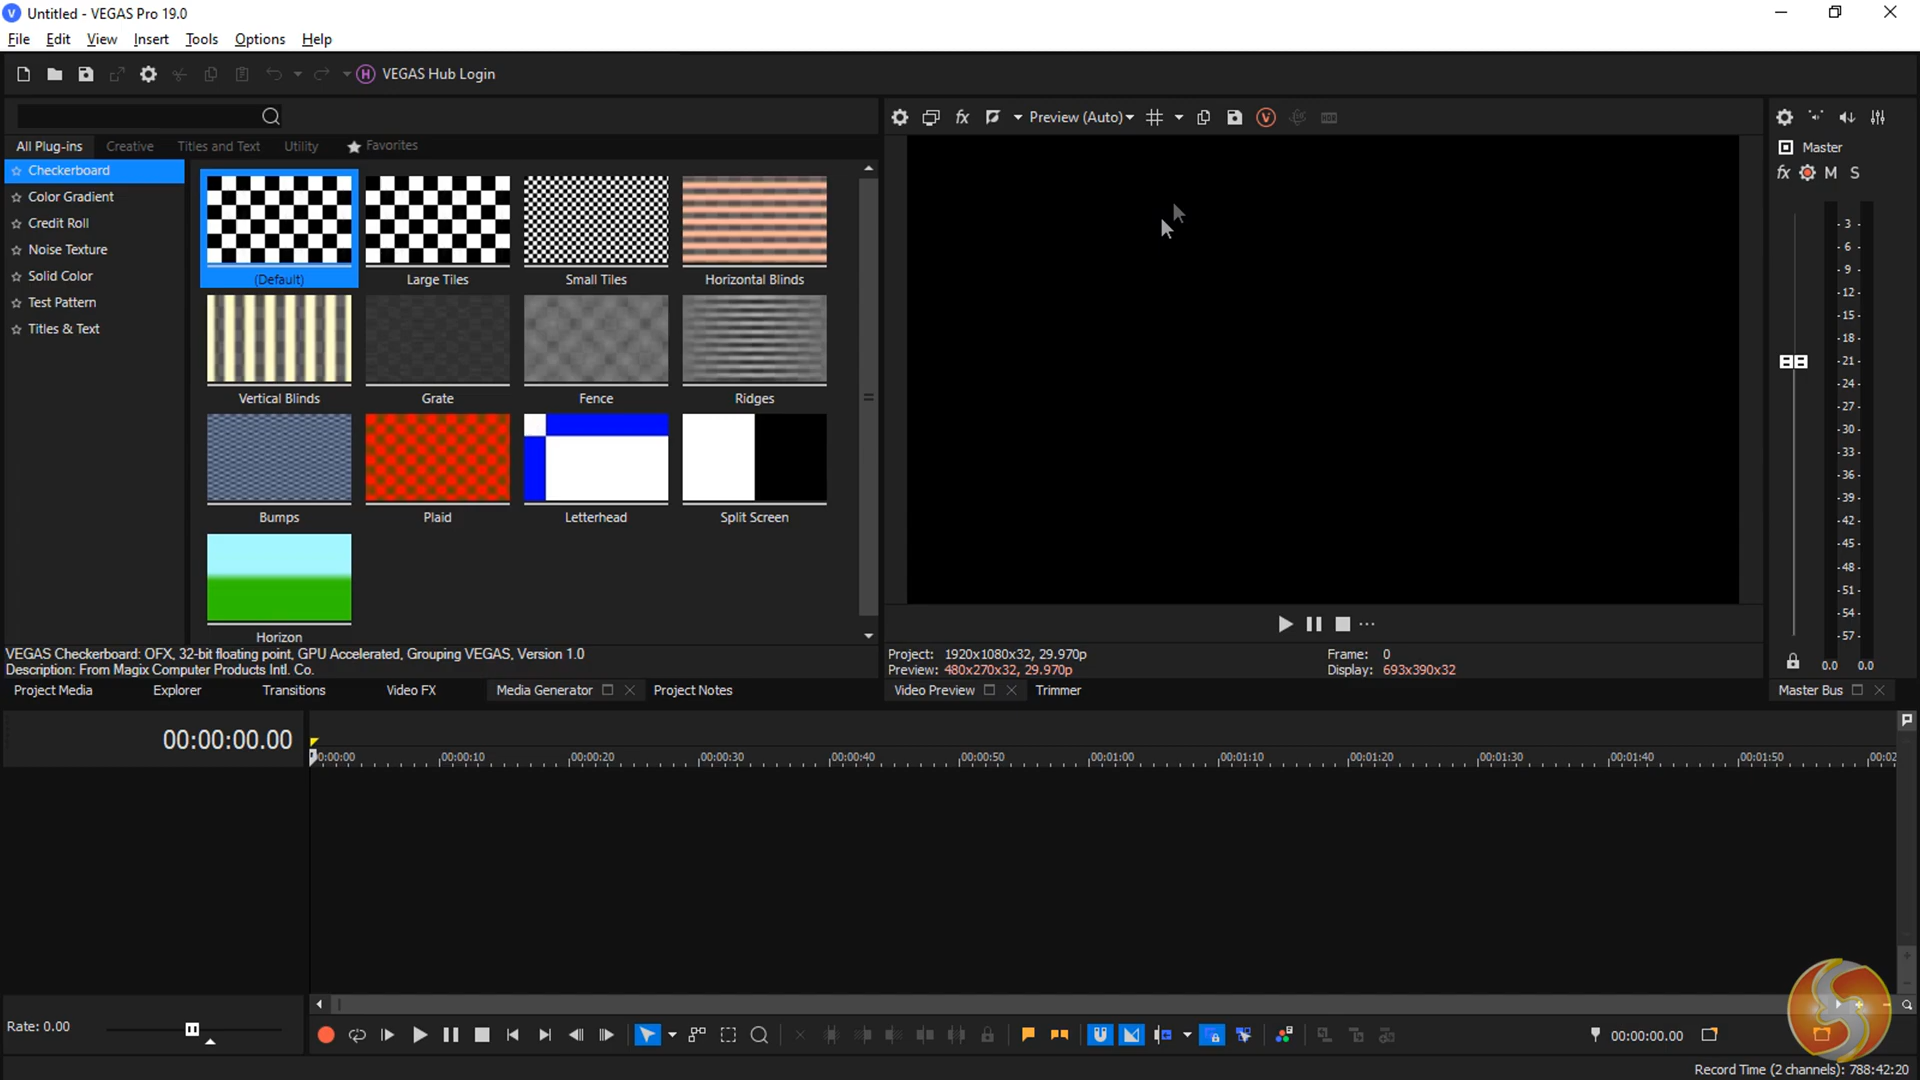 Untitled - VEGAS Pro 19.0
File Edit View Insert Tools Options Help
VEGAS Hub Login
All Plug-ins Creative Titles and Text Utility Favorites
Checkerboard
Color Gradient
Credit Roll
Noise Texture
Solid Color
Test Pattern
Titles & Text
(Default) Large Tiles Small Tiles Horizontal Blinds
Vertical Blinds Grate Fence Ridges
Bumps Plaid Letterhead Split Screen
Horizon
VEGAS Checkerboard: OFX, 32-bit floating point, GPU Accelerated, Grouping VEGAS, Version 1.0
Description: From Magix Computer Products Intl. Co.
Project Media Explorer Transitions Video FX Media Generator Project Notes
fx Preview (Auto)
Project: 1920x1080x32, 29.970p Frame: 0
Preview: 480x270x32, 29.970p Display: 693x390x32
Video Preview Trimmer
Master
fx M S
- 3 -
- 6 -
- 9 -
- 12 -
- 15 -
- 18 -
- 21 -
- 24 -
- 27 -
- 30 -
- 33 -
- 36 -
- 39 -
- 42 -
- 45 -
- 48 -
- 51 -
- 54 -
- 57 -
0.0 0.0
Master Bus
00:00:00.00
00:00:10 00:00:20 00:00:30 00:00:40 00:00:50 00:01:00 00:01:10 00:01:20 00:01:30 00:01:40 00:01:50
Rate: 0.00
00:00:00.00
Record Time (2 channels): 788:42:20